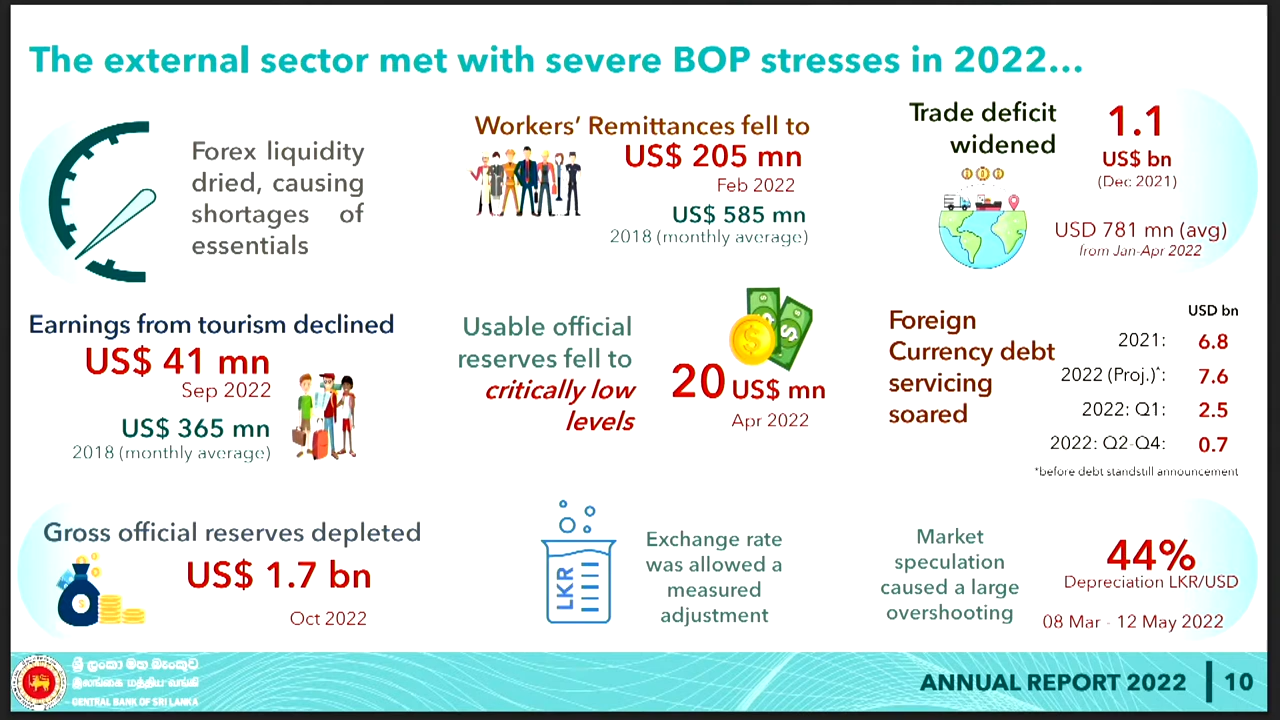 The external sector met with severe BOP stresses in 2022...
Forex liquidity
dried, causing
shortages of
essentials
Workers' Remittances fell to
US$ 205 mn
Feb 2022
US$ 585 mn
2018 (monthly average)
Trade deficit
widened
1.1
US$ bn
(Dec 2021)
USD 781 mn (avg)
from Jan-Apr 2022
Earnings from tourism declined
US$ 41 mn
Sep 2022
US$ 365 mn
2018 (monthly average)
Usable official
reserves fell to
critically low
levels
20 US$ mn
Apr 2022
Foreign
Currency debt
servicing
soared
USD bn
2021: 6.8
2022 (Proj.)*: 7.6
2022: Q1: 2.5
2022: Q2-Q4: 0.7
*before debt standstill announcement
Gross official reserves depleted
US$ 1.7 bn
Oct 2022
LKR
Exchange rate
was allowed a
measured
adjustment
Market
speculation
caused a large
overshooting
44%
Depreciation LKR/USD
08 Mar - 12 May 2022
ශ්‍රී ලංකා මහ බැංකුව
இலங்கை மத்திய வங்கி
CENTRAL BANK OF SRI LANKA
ANNUAL REPORT 2022 | 10